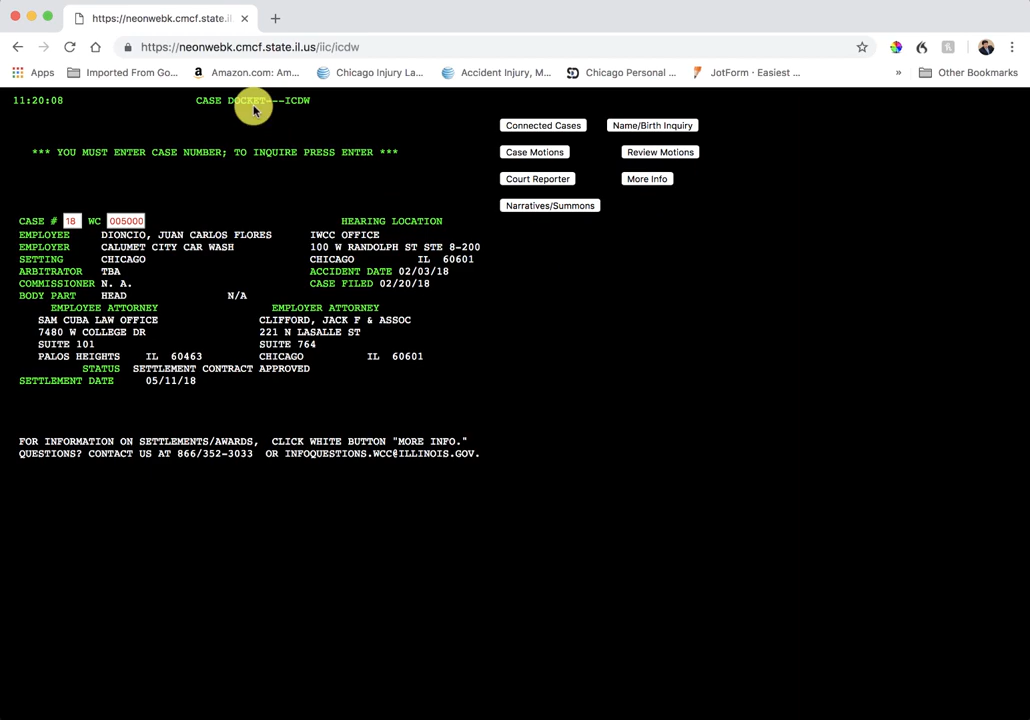 https://neonwebk.cmcf.state.il.
https://neonwebk.cmcf.state.il.us/iic/icdw
Apps Imported From Go... Amazon.com: Am... Chicago Injury La... Accident Injury, M... Chicago Personal ... JotForm · Easiest ... » Other Bookmarks
11:20:08 CASE DOCKET---ICDW
Connected Cases Name/Birth Inquiry
*** YOU MUST ENTER CASE NUMBER; TO INQUIRE PRESS ENTER ***
Case Motions Review Motions
Court Reporter More Info
Narratives/Summons
CASE # 18 WC 005000 HEARING LOCATION
EMPLOYEE DIONCIO, JUAN CARLOS FLORES IWCC OFFICE
EMPLOYER CALUMET CITY CAR WASH 100 W RANDOLPH ST STE 8-200
SETTING CHICAGO CHICAGO IL 60601
ARBITRATOR TBA ACCIDENT DATE 02/03/18
COMMISSIONER N. A. CASE FILED 02/20/18
BODY PART HEAD N/A
EMPLOYEE ATTORNEY EMPLOYER ATTORNEY
SAM CUBA LAW OFFICE CLIFFORD, JACK F & ASSOC
7480 W COLLEGE DR 221 N LASALLE ST
SUITE 101 SUITE 764
PALOS HEIGHTS IL 60463 CHICAGO IL 60601
STATUS SETTLEMENT CONTRACT APPROVED
SETTLEMENT DATE 05/11/18
FOR INFORMATION ON SETTLEMENTS/AWARDS, CLICK WHITE BUTTON "MORE INFO."
QUESTIONS? CONTACT US AT 866/352-3033 OR INFOQUESTIONS.WCC@ILLINOIS.GOV.